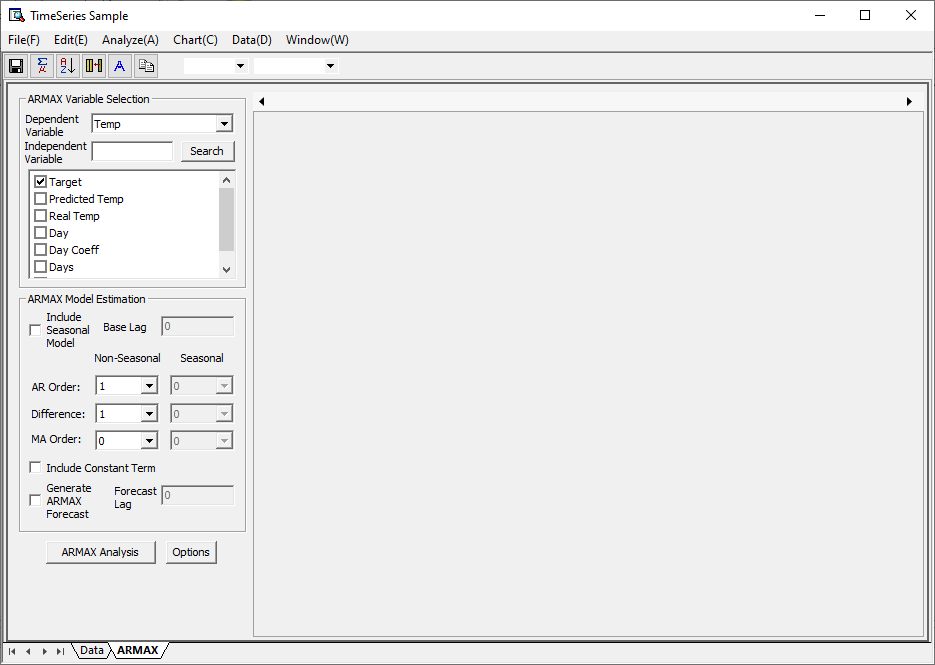 TimeSeries Sample
File(F) Edit(E) Analyze(A) Chart(C) Data(D) Window(W)
ARMAX Variable Selection
Dependent
Variable
Temp
Independent
Variable
Search
Target
Predicted Temp
Real Temp
Day
Day Coeff
Days
ARMAX Model Estimation
Include
Seasonal
Model
Base Lag
0
Non-Seasonal Seasonal
AR Order: 1 0
Difference: 1 0
MA Order: 0 0
Include Constant Term
Generate
ARMAX
Forecast
Forecast
Lag
0
ARMAX Analysis Options
Data ARMAX